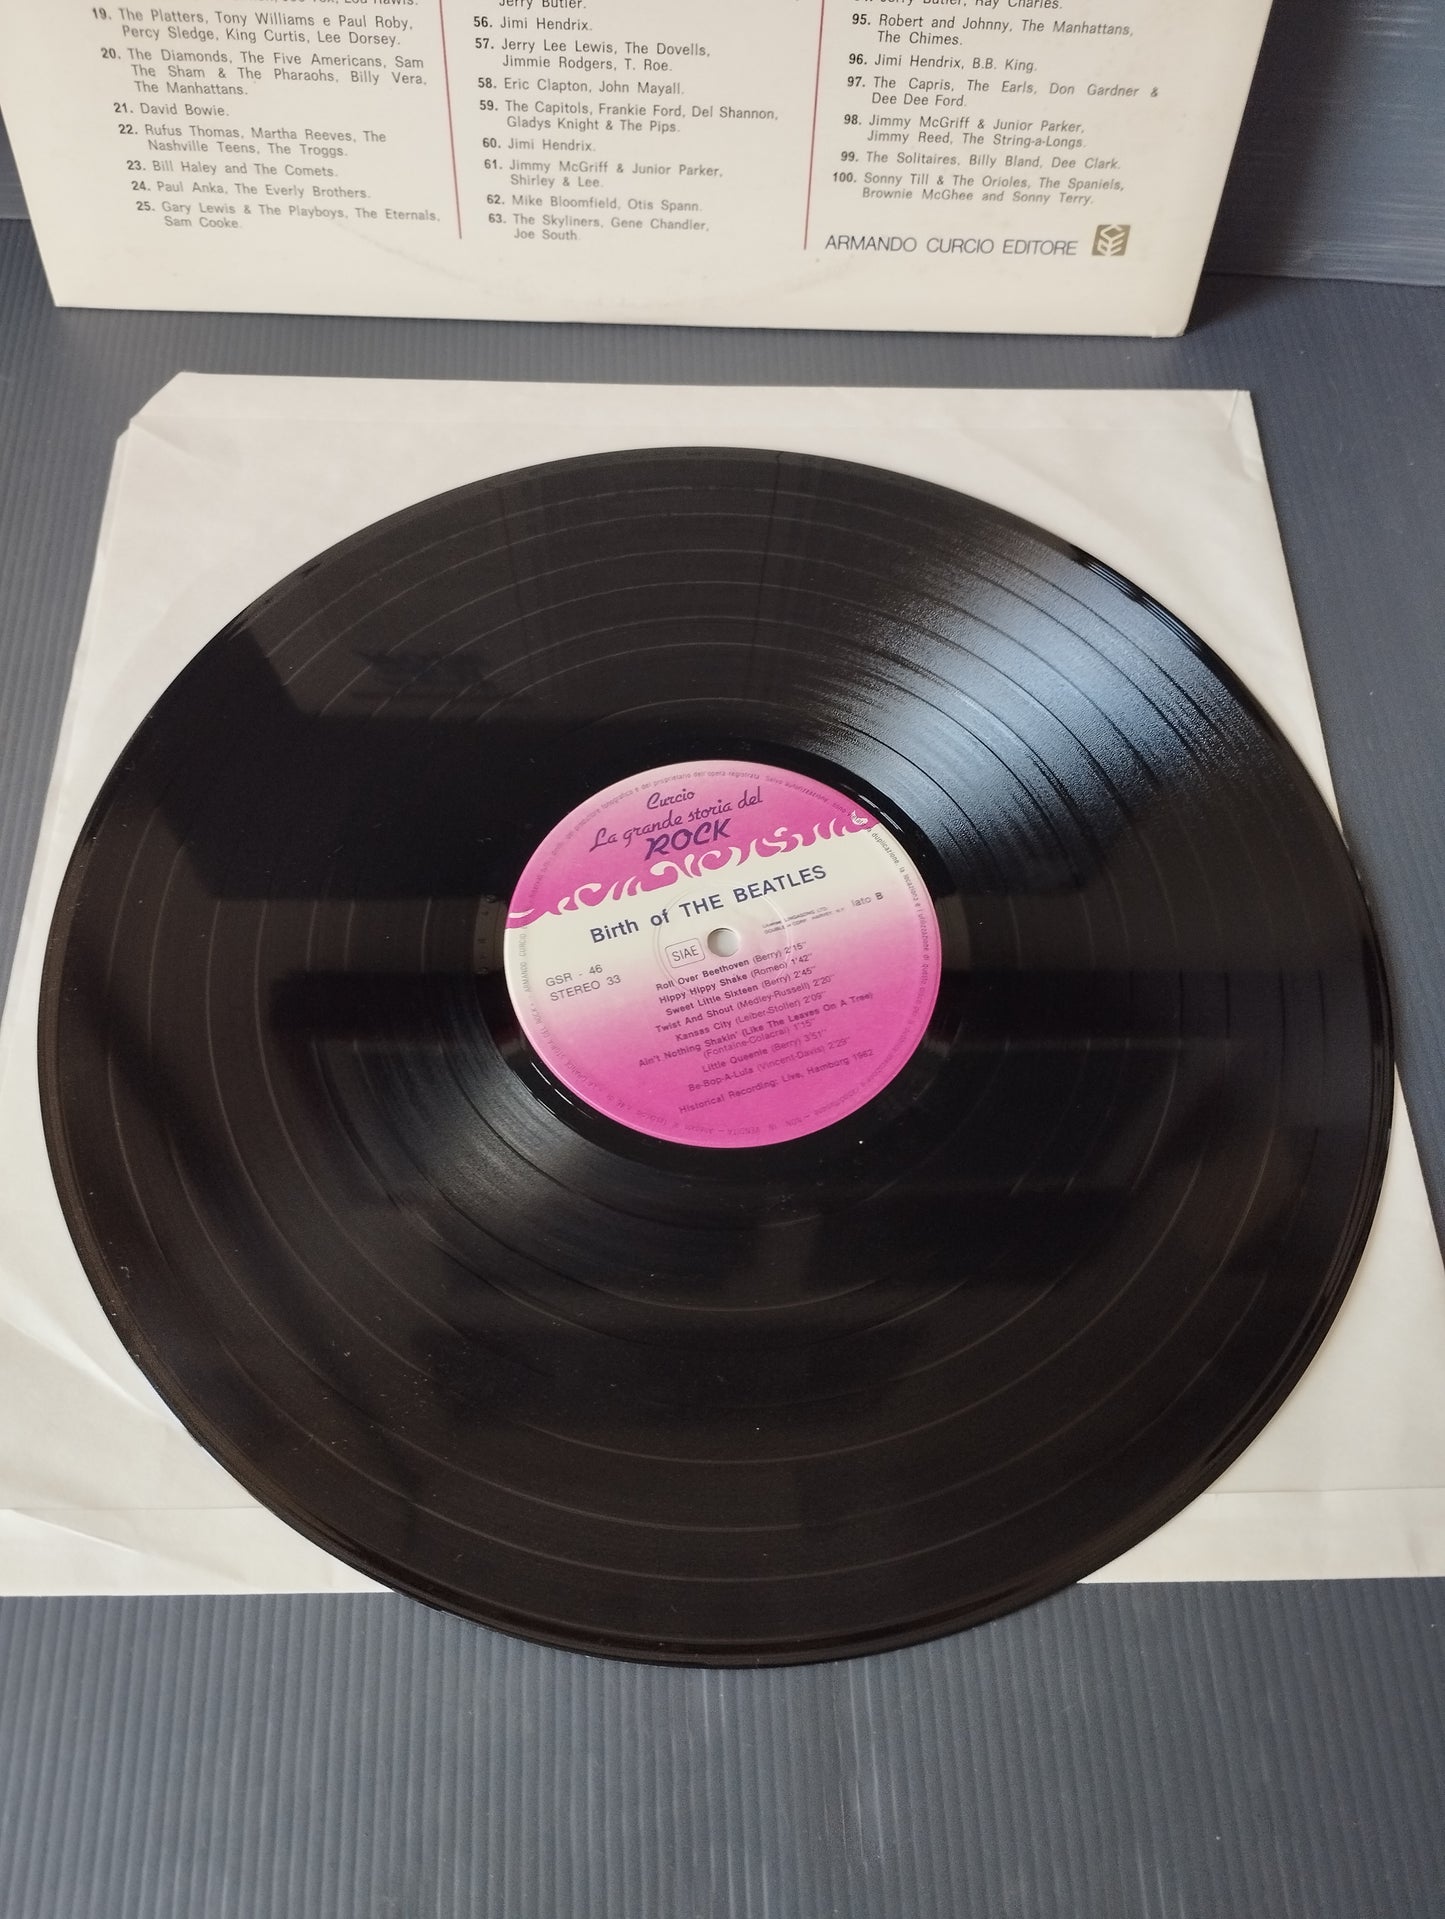 19. The Platters, Tony Williams e Paul Roby,
Percy Sledge, King Curtis, Lee Dorsey.
20. The Diamonds, The Five Americans, Sam
The Sham & The Pharaohs, Billy Vera,
The Manhattans.
21. David Bowie.
22. Rufus Thomas, Martha Reeves, The
Nashville Teens, The Troggs.
23. Bill Haley and The Comets.
24. Paul Anka, The Everly Brothers.
25. Gary Lewis & The Playboys, The Eternals,
Sam Cooke.
Jerry Butler.
56. Jimi Hendrix.
57. Jerry Lee Lewis, The Dovells,
Jimmie Rodgers, T. Roe.
58. Eric Clapton, John Mayall.
59. The Capitols, Frankie Ford, Del Shannon,
Gladys Knight & The Pips.
60. Jimi Hendrix.
61. Jimmy McGriff & Junior Parker,
Shirley & Lee.
62. Mike Bloomfield, Otis Spann.
63. The Skyliners, Gene Chandler,
Joe South.
Jerry Butler, Ray Charles.
95. Robert and Johnny, The Manhattans,
The Chimes.
96. Jimi Hendrix, B.B. King.
97. The Capris, The Earls, Don Gardner &
Dee Dee Ford.
98. Jimmy McGriff & Junior Parker,
Jimmy Reed, The String-a-Longs.
99. The Solitaires, Billy Bland, Dee Clark.
100. Sonny Till & The Orioles, The Spaniels,
Brownie McGhee and Sonny Terry.
ARMANDO CURCIO EDITORE
Curcio
La grande storia del
ROCK
Birth of THE BEATLES
lato B
SIAE
GSR - 46
STEREO 33
Roll Over Beethoven (Berry) 2'15"
Hippy Hippy Shake (Romeo) 1'42"
Sweet Little Sixteen (Berry) 2'45"
Twist And Shout (Medley-Russell) 2'20"
Kansas City (Leiber-Stoller) 2'09"
Ain't Nothing Shakin' (Like The Leaves On A Tree)
(Fontaine-Colacrai) 1'15"
Little Queenie (Berry) 3'51"
Be-Bop-A-Lula (Vincent-Davis) 2'29"
Historical Recording: Live, Hamborg 1962